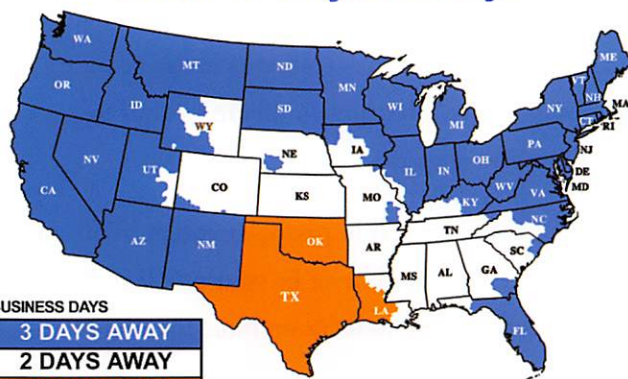 WA
MT
ND
MN
OR
ID
SD
WI
MI
NY
VT
NH
ME
MA
CT
RI
WY
NE
IA
PA
NJ
NV
UT
CO
IL
IN
OH
WV
VA
DE
MD
CA
KS
MO
KY
NC
AZ
NM
OK
AR
TN
SC
TX
LA
MS
AL
GA
FL
BUSINESS DAYS
3 DAYS AWAY
2 DAYS AWAY